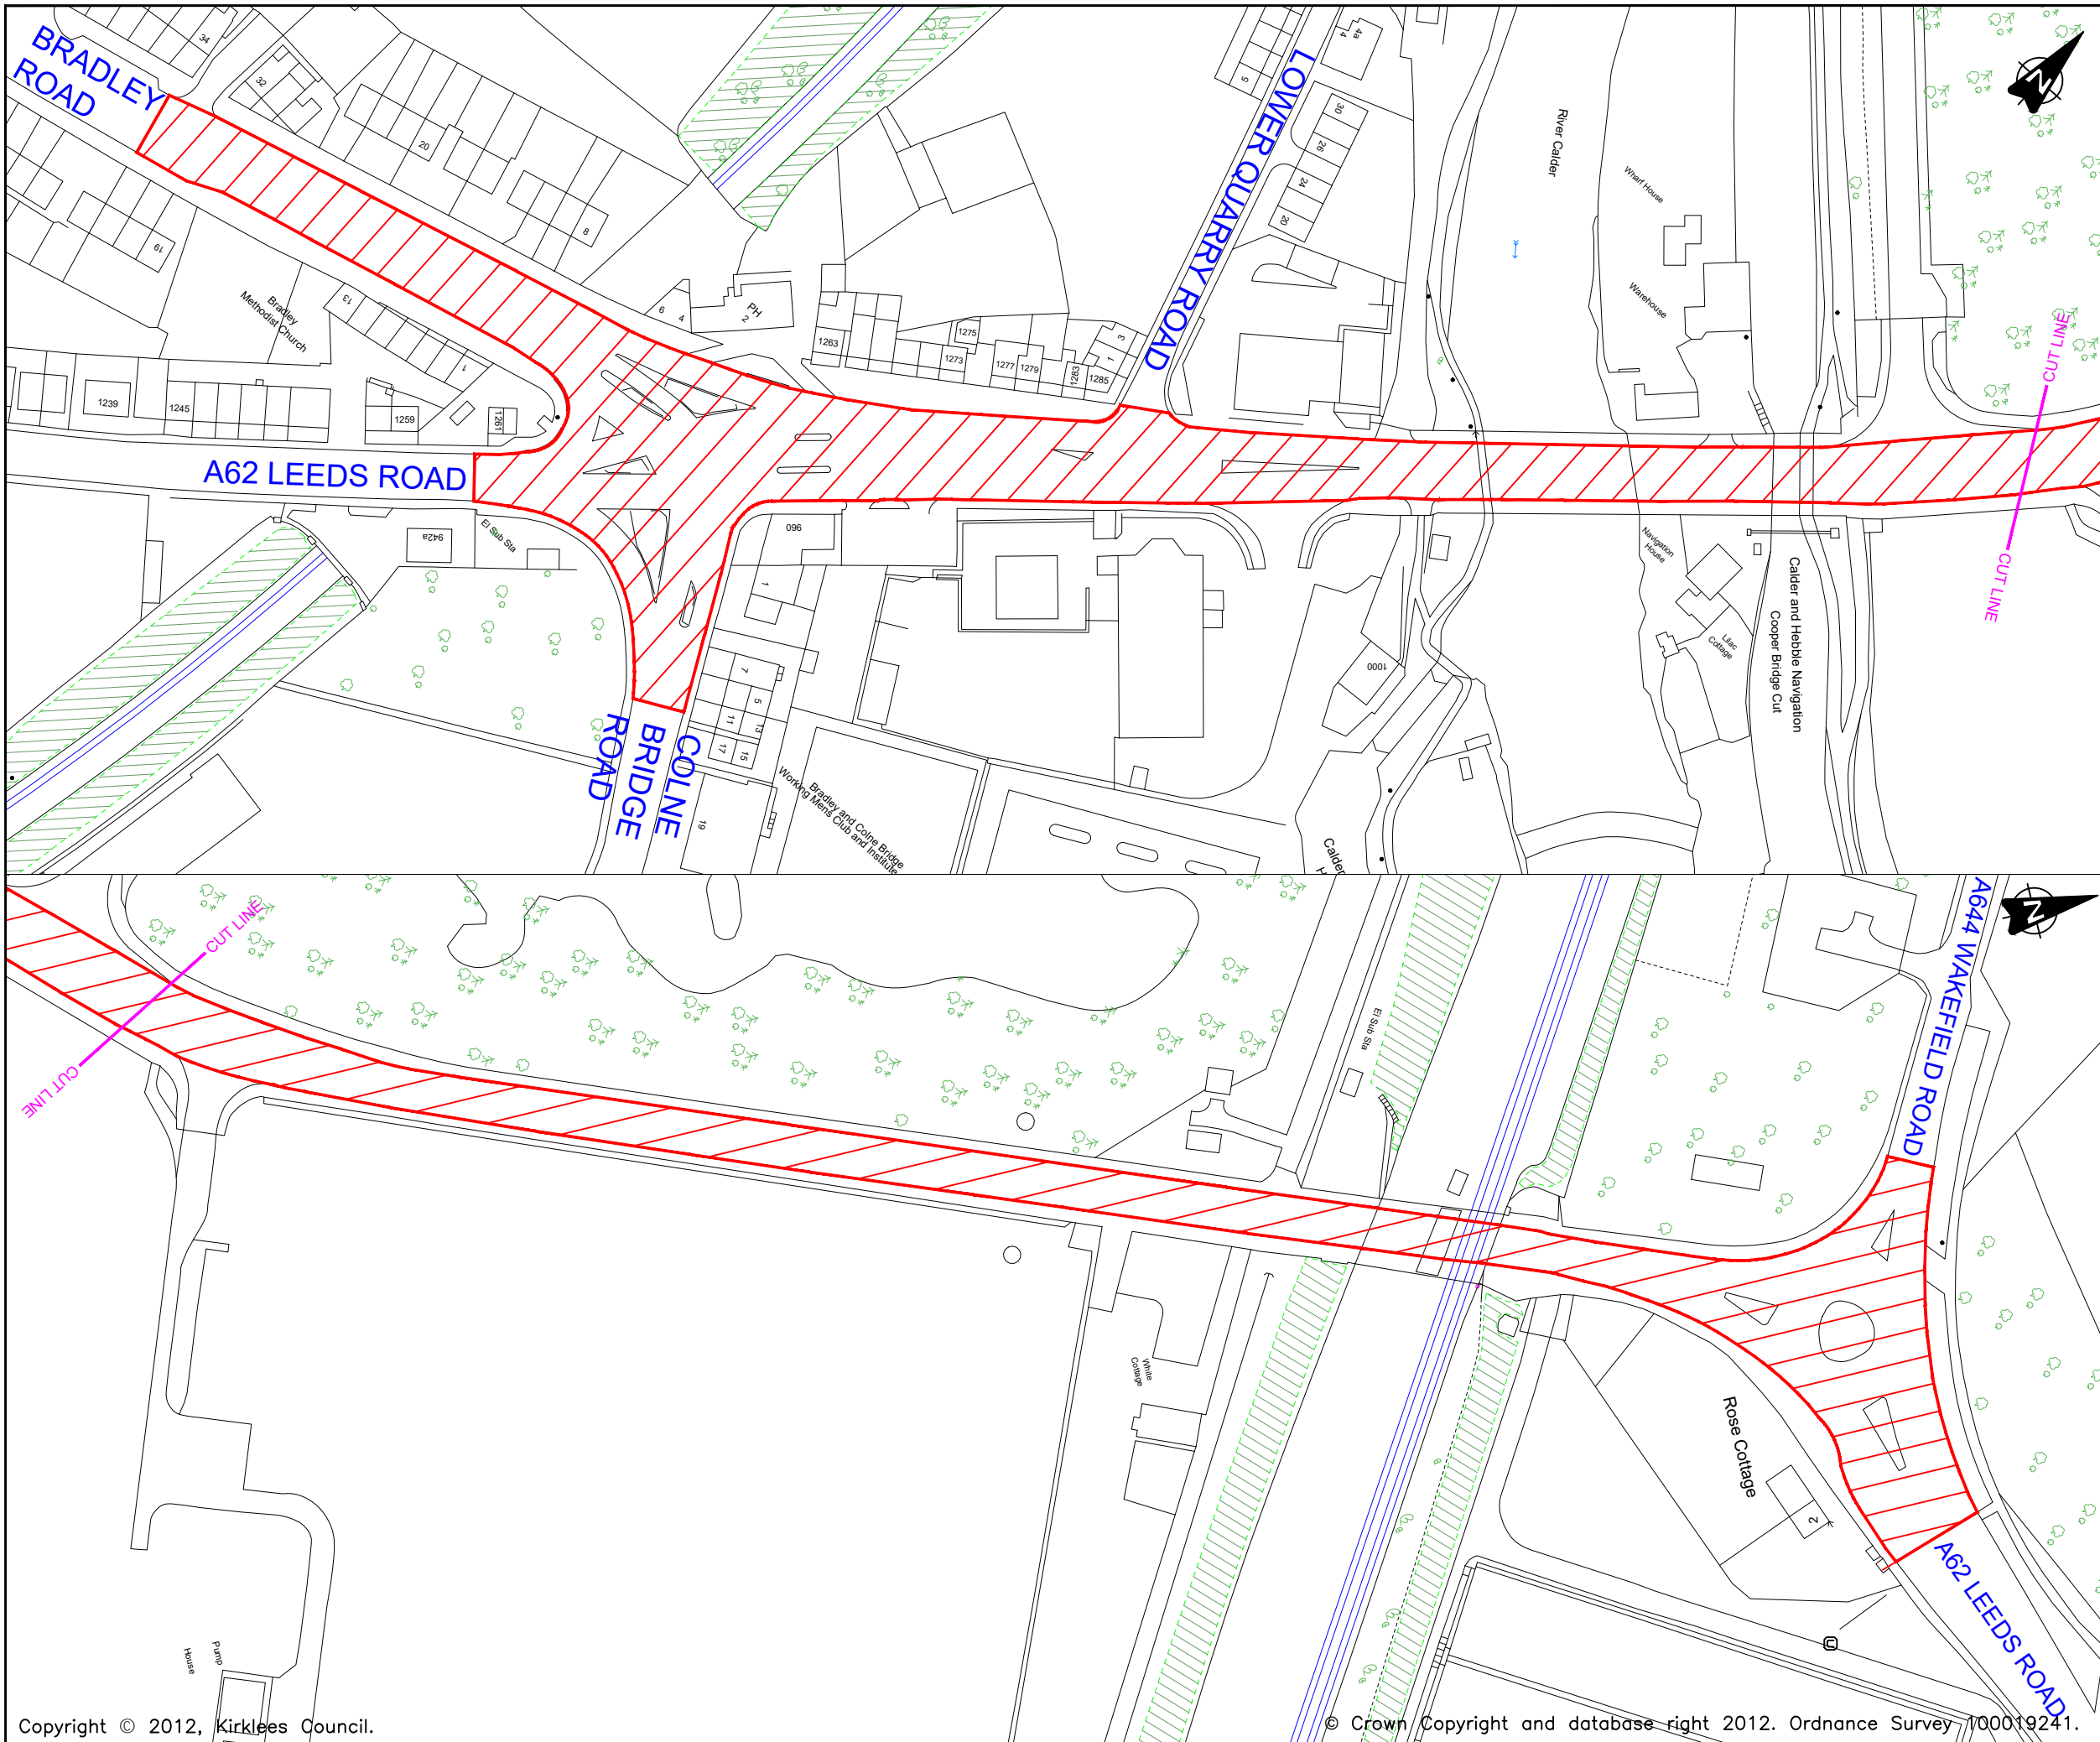 BRADLEY
ROAD
34
32
20
8
19
Bradley
Methodist Church
13
1
6
4
PH
2
1239
1245
1259
1261
1263
1273
1275
1277
1279
1283
1285
3
1
5
4
4a
30
26
24
20
LOWER QUARRY ROAD
River Calder
Wharf House
Warehouse
N
CUT LINE
CUT LINE
A62 LEEDS ROAD
942a
El Sub Sta
960
1
7
5
11
13
17
15
19
COLNE
BRIDGE
ROAD
Bradley and Colne Bridge
Working Mens Club and Institute
1000
Navigation
House
Lilac
Cottage
Calder and Hebble Navigation
Cooper Bridge Cut
Calder
H
N
CUT LINE
CUT LINE
El Sub Sta
A644 WAKEFIELD ROAD
White
Cottage
Rose Cottage
2
A62 LEEDS ROAD
Pump
House
Copyright © 2012, Kirklees Council.
© Crown Copyright and database right 2012. Ordnance Survey 100019241.